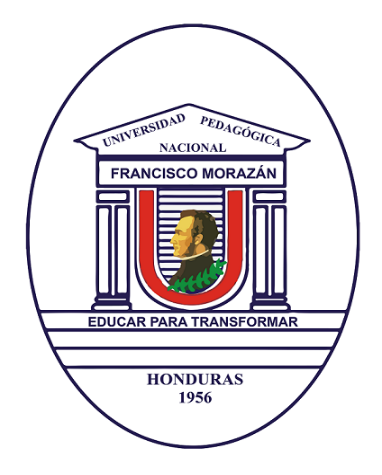 UNIVERSIDAD PEDAGÓGICA
NACIONAL
FRANCISCO MORAZÁN
EDUCAR PARA TRANSFORMAR
HONDURAS
1956